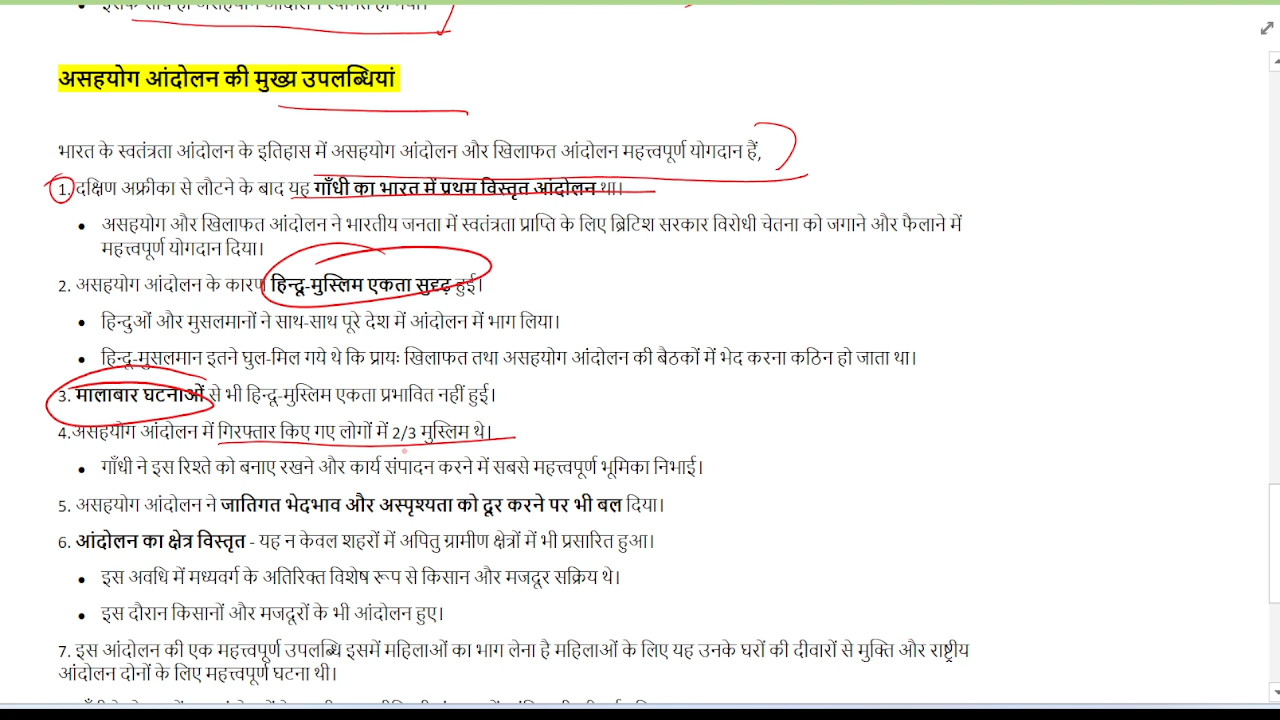 असहयोग आंदोलन की मुख्य उपलब्धियां
भारत के स्वतंत्रता आंदोलन के इतिहास में असहयोग आंदोलन और खिलाफत आंदोलन महत्त्वपूर्ण योगदान हैं,
1. दक्षिण अफ्रीका से लौटने के बाद यह गाँधी का भारत में प्रथम विस्तृत आंदोलन था।
• असहयोग और खिलाफत आंदोलन ने भारतीय जनता में स्वतंत्रता प्राप्ति के लिए ब्रिटिश सरकार विरोधी चेतना को जगाने और फैलाने में
महत्त्वपूर्ण योगदान दिया।
2. असहयोग आंदोलन के कारण हिन्दू-मुस्लिम एकता सुदृढ़ हुई।
• हिन्दुओं और मुसलमानों ने साथ-साथ पूरे देश में आंदोलन में भाग लिया।
• हिन्दू-मुसलमान इतने घुल-मिल गये थे कि प्रायः खिलाफत तथा असहयोग आंदोलन की बैठकों में भेद करना कठिन हो जाता था।
3. मालाबार घटनाओं से भी हिन्दू-मुस्लिम एकता प्रभावित नहीं हुई।
4.असहयोग आंदोलन में गिरफ्तार किए गए लोगों में 2/3 मुस्लिम थे।
• गाँधी ने इस रिश्ते को बनाए रखने और कार्य संपादन करने में सबसे महत्त्वपूर्ण भूमिका निभाई।
5. असहयोग आंदोलन ने जातिगत भेदभाव और अस्पृश्यता को दूर करने पर भी बल दिया।
6. आंदोलन का क्षेत्र विस्तृत - यह न केवल शहरों में अपितु ग्रामीण क्षेत्रों में भी प्रसारित हुआ।
• इस अवधि में मध्यवर्ग के अतिरिक्त विशेष रूप से किसान और मजदूर सक्रिय थे।
• इस दौरान किसानों और मजदूरों के भी आंदोलन हुए।
7. इस आंदोलन की एक महत्त्वपूर्ण उपलब्धि इसमें महिलाओं का भाग लेना है महिलाओं के लिए यह उनके घरों की दीवारों से मुक्ति और राष्ट्रीय
आंदोलन दोनों के लिए महत्त्वपूर्ण घटना थी।